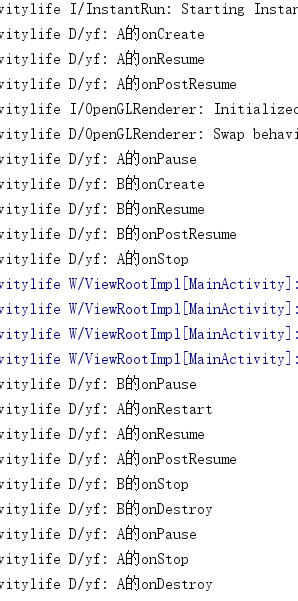 vitylife I/InstantRun: Starting Instan
vitylife D/yf: A的onCreate
vitylife D/yf: A的onResume
vitylife D/yf: A的onPostResume
vitylife I/OpenGLRenderer: Initialized
vitylife D/OpenGLRenderer: Swap behavi
vitylife D/yf: A的onPause
vitylife D/yf: B的onCreate
vitylife D/yf: B的onResume
vitylife D/yf: B的onPostResume
vitylife D/yf: A的onStop
vitylife W/ViewRootImpl[MainActivity]:
vitylife W/ViewRootImpl[MainActivity]:
vitylife W/ViewRootImpl[MainActivity]:
vitylife W/ViewRootImpl[MainActivity]:
vitylife D/yf: B的onPause
vitylife D/yf: A的onRestart
vitylife D/yf: A的onResume
vitylife D/yf: A的onPostResume
vitylife D/yf: B的onStop
vitylife D/yf: B的onDestroy
vitylife D/yf: A的onPause
vitylife D/yf: A的onStop
vitylife D/yf: A的onDestroy